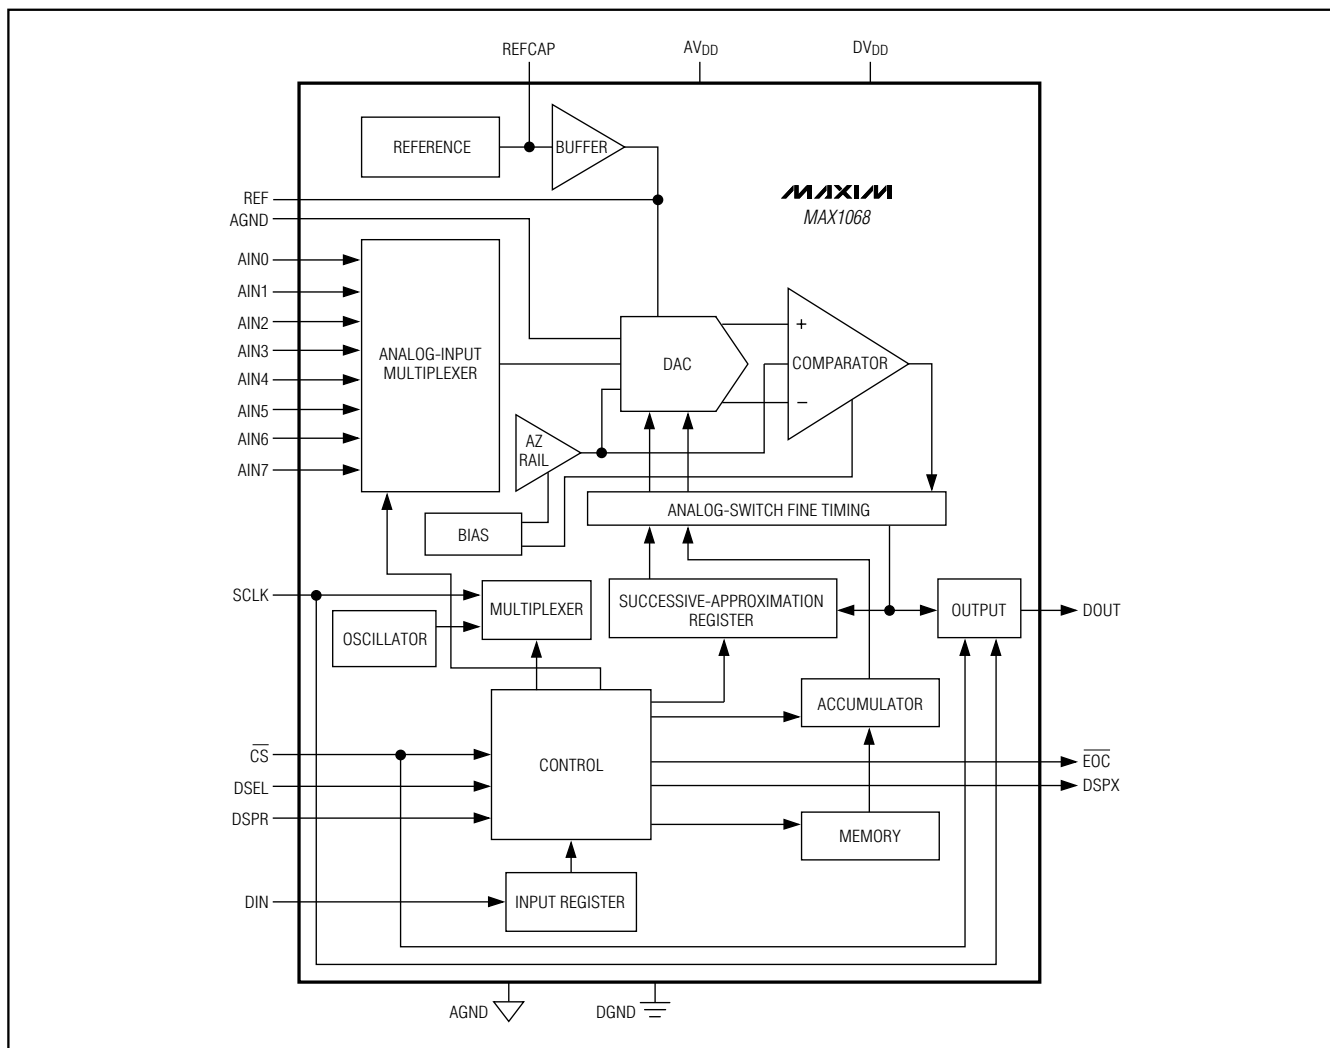 REFCAP
AVDD
DVDD
REFERENCE
BUFFER
REF
AGND
MAXIM
MAX1068
AIN0
AIN1
AIN2
AIN3
AIN4
AIN5
AIN6
AIN7
ANALOG-INPUT
MULTIPLEXER
DAC
+
COMPARATOR
−
AZ
RAIL
BIAS
ANALOG-SWITCH FINE TIMING
SCLK
MULTIPLEXER
OSCILLATOR
SUCCESSIVE-APPROXIMATION
REGISTER
OUTPUT
DOUT
ACCUMULATOR
C̅S̅
DSEL
DSPR
CONTROL
E̅O̅C̅
DSPX
MEMORY
DIN
INPUT REGISTER
AGND
DGND